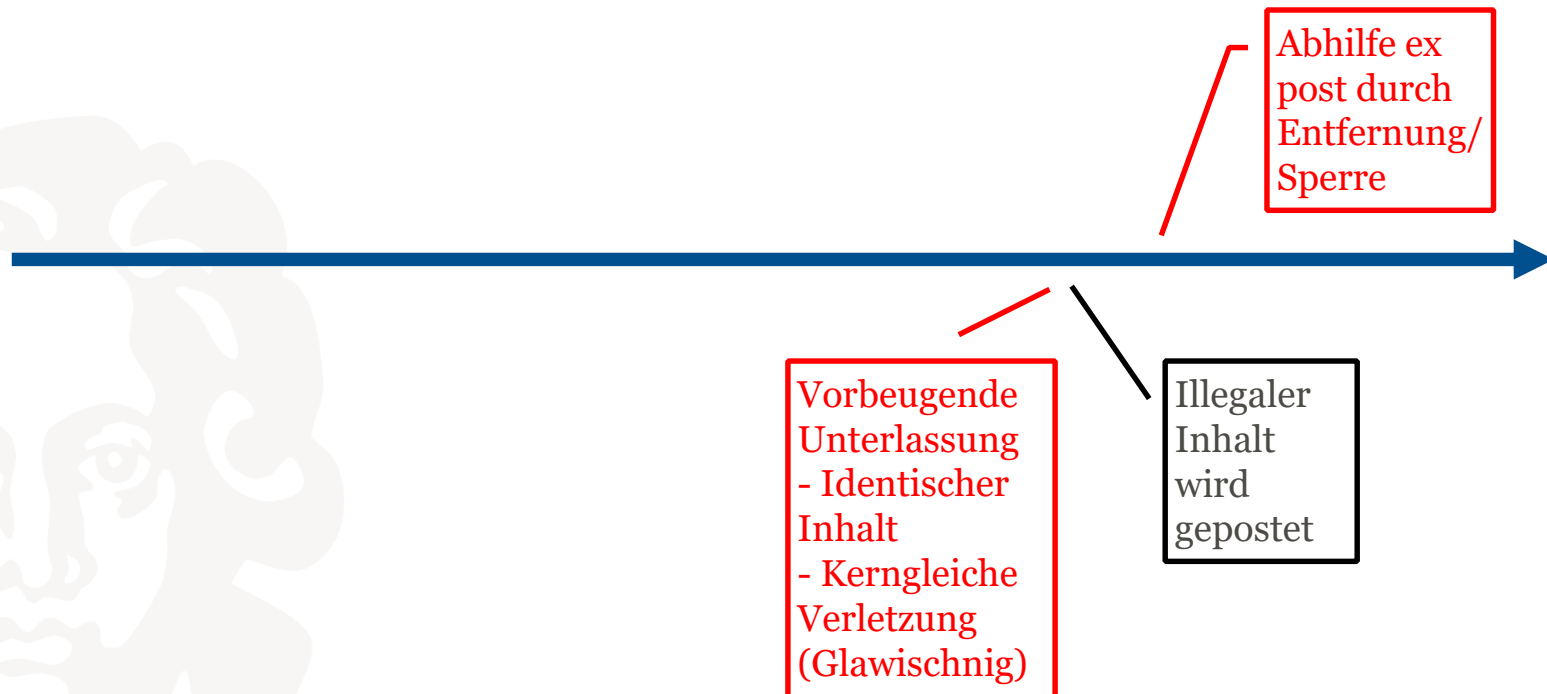 Abhilfe ex
post durch
Entfernung/
Sperre
Vorbeugende
Unterlassung
- Identischer
Inhalt
- Kerngleiche
Verletzung
(Glawischnig)
Illegaler
Inhalt
wird
gepostet